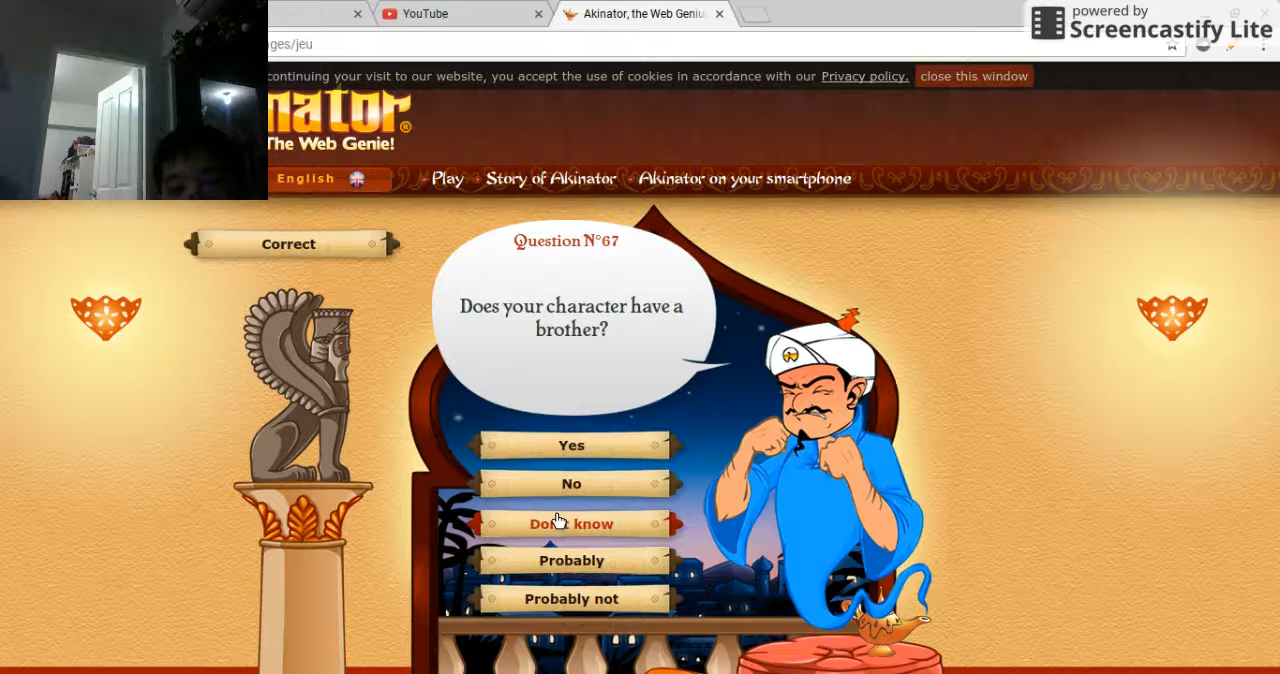 YouTube
Akinator, the Web Geniu
powered by
Screencastify Lite
ges/jeu
continuing your visit to our website, you accept the use of cookies in accordance with our Privacy policy. close this window
nator®
The Web Genie!
English
Play
Story of Akinator
Akinator on your smartphone
Correct
Question N°67
Does your character have a
brother?
Yes
No
Don't know
Probably
Probably not